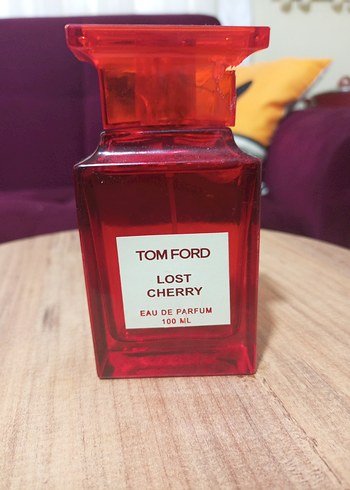 TOM FORD
LOST
CHERRY
EAU DE PARFUM
100 ML